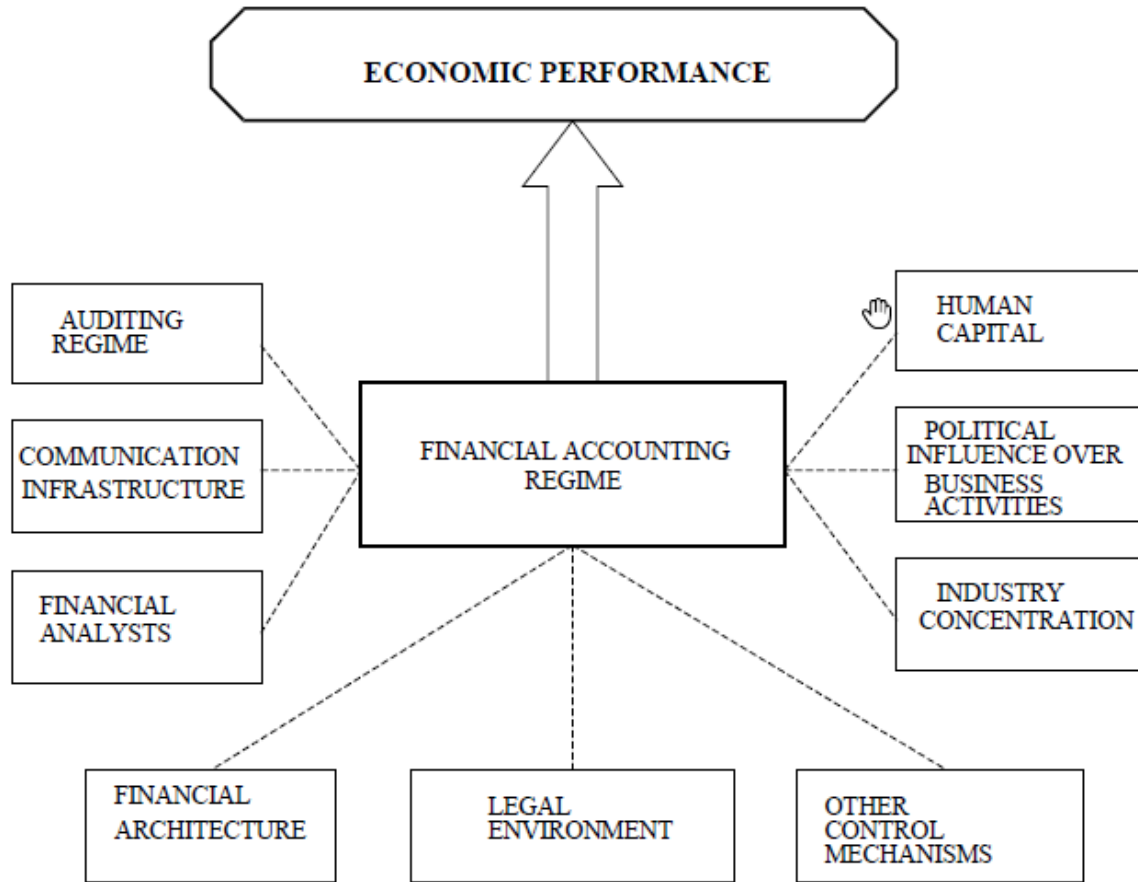 ECONOMIC PERFORMANCE
AUDITING
REGIME
HUMAN
CAPITAL
COMMUNICATION
INFRASTRUCTURE
FINANCIAL ACCOUNTING
REGIME
POLITICAL
INFLUENCE OVER
BUSINESS
ACTIVITIES
FINANCIAL
ANALYSTS
INDUSTRY
CONCENTRATION
FINANCIAL
ARCHITECTURE
LEGAL
ENVIRONMENT
OTHER
CONTROL
MECHANISMS